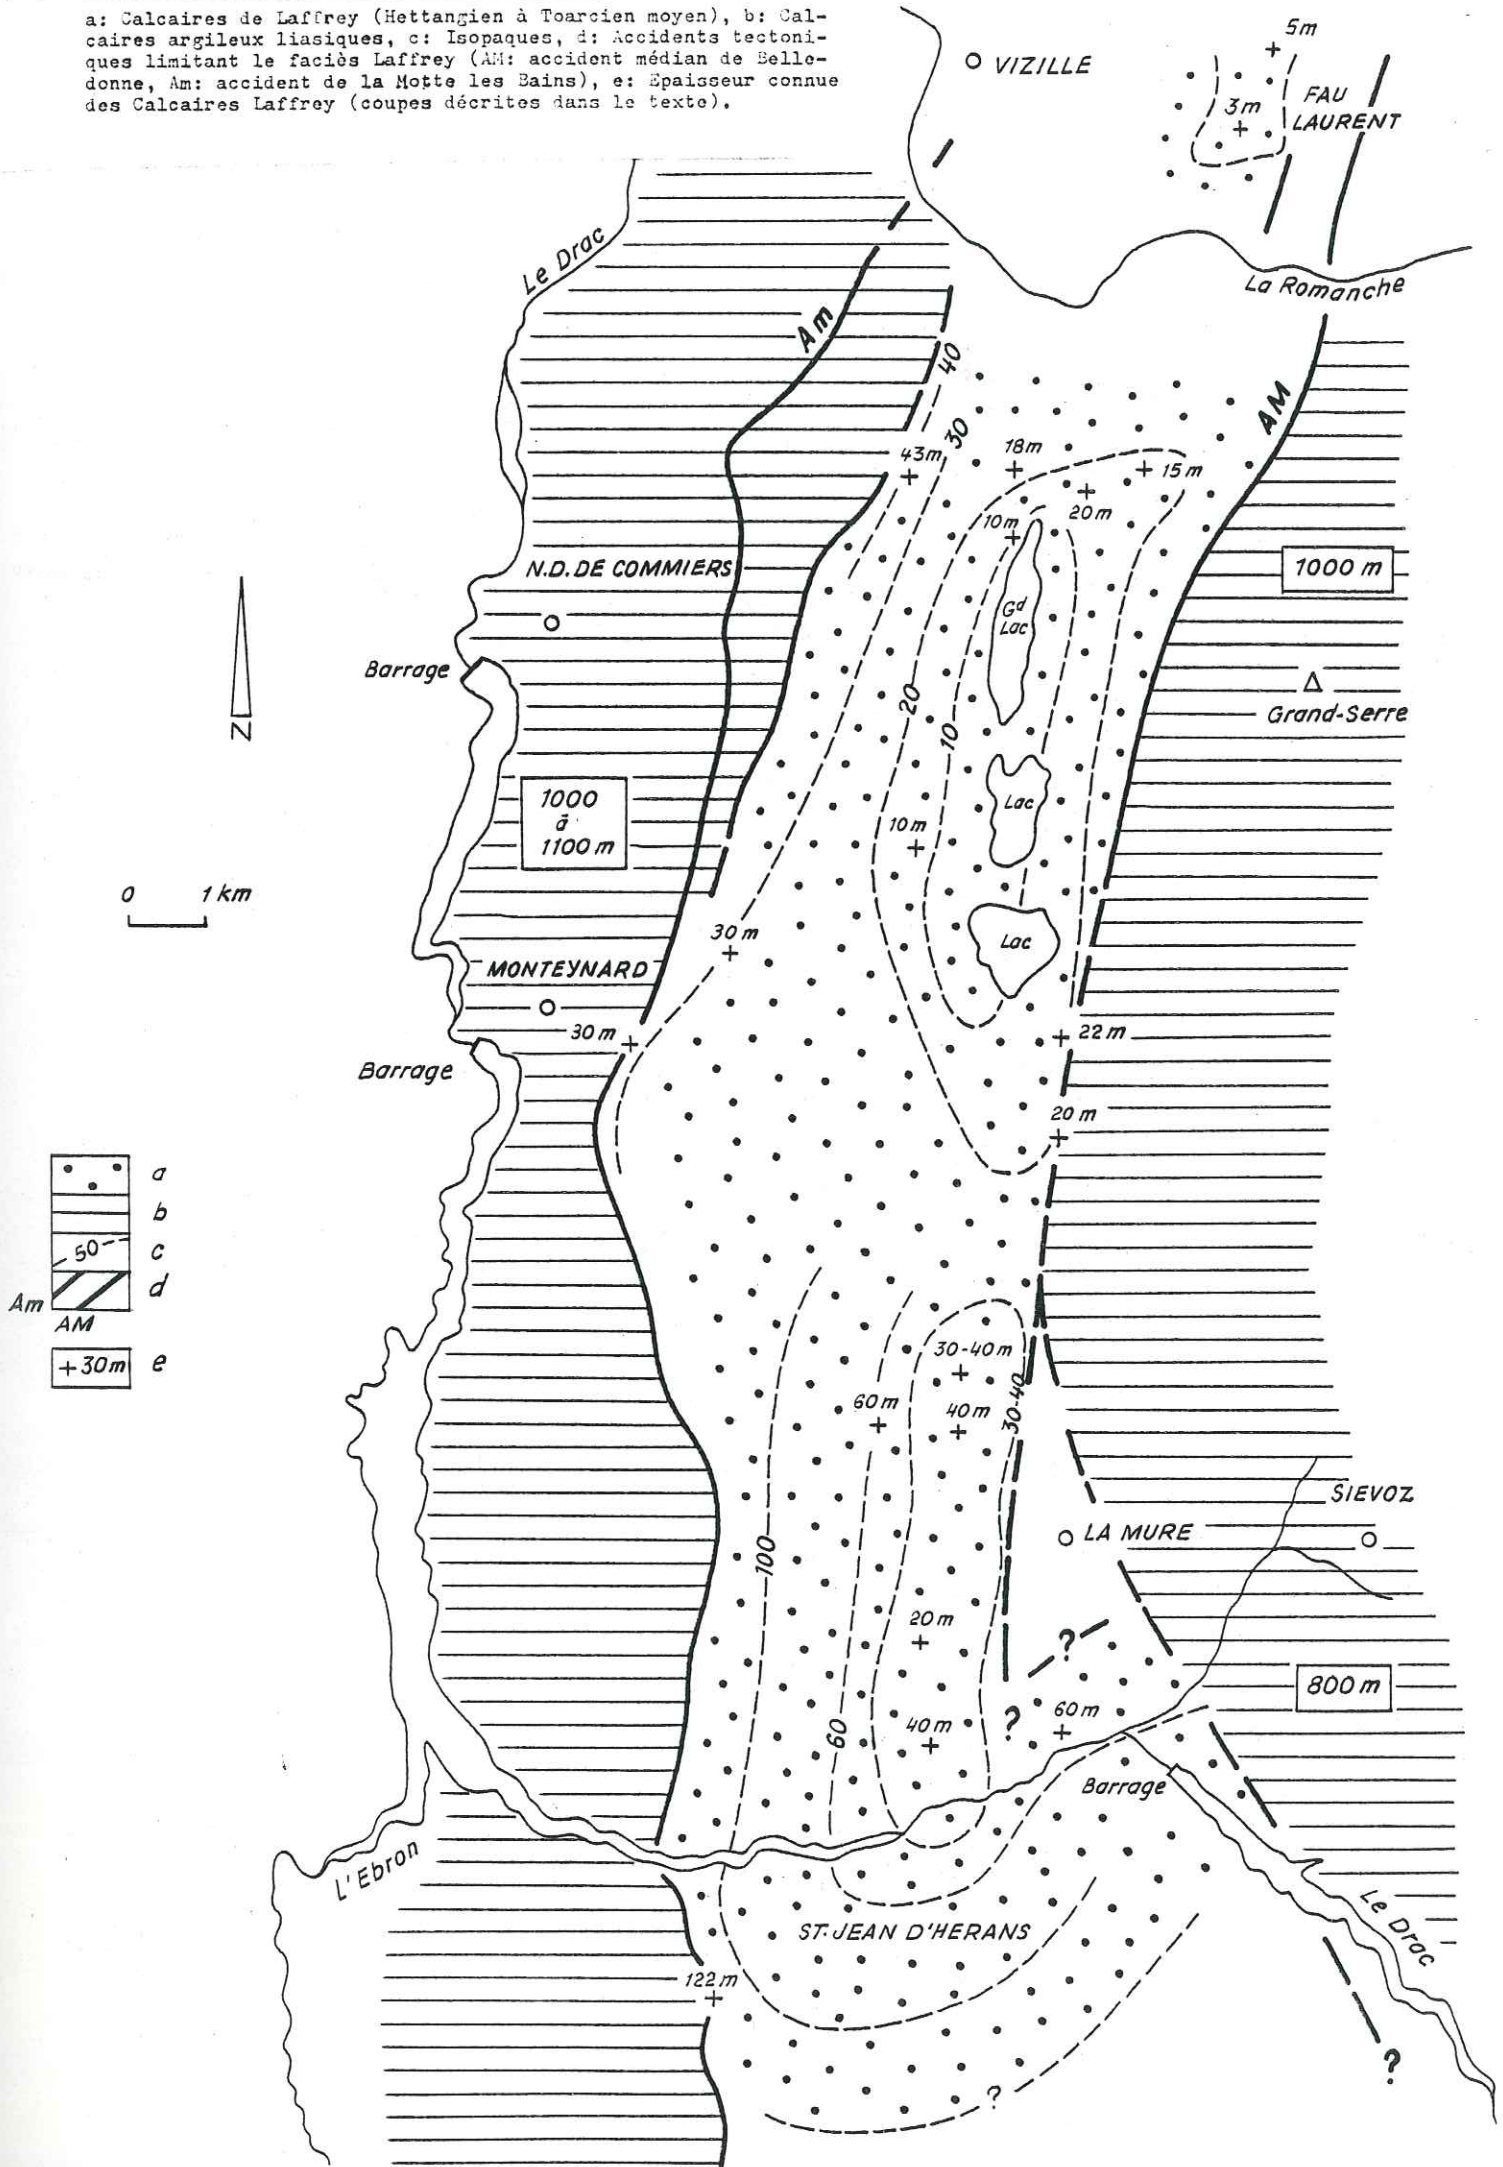 a: Calcaires de Laffrey (Hettangien à Toarcien moyen), b: Cal-
caires argileux liasiques, c: Isopaques, d: Accidents tectoni-
ques limitant le faciès Laffrey (AM: accident médian de Belle-
donne, Am: accident de la Motte les Bains), e: Epaisseur connue
des Calcaires Laffrey (coupes décrites dans le texte).
5m
VIZILLE
3m
FAU
LAURENT
Le Drac
La Romanche
Am
40
AM
30
43m
18m
15m
10m
20m
N.D. DE COMMIERS
1000 m
Gd
Lac
Barrage
20
Grand-Serre
10
1000
à
1100 m
Lac
10m
0 1 km
30 m
Lac
MONTEYNARD
30 m
22m
Barrage
20 m
a
b
50
c
d
Am
AM
+30m
e
30-40m
60m
40m
30-40
SIEVOZ
100
LA MURE
20m
?
800 m
60
40m
?
60m
Barrage
L'Ebron
Le Drac
ST. JEAN D'HERANS
122m
?
?
N